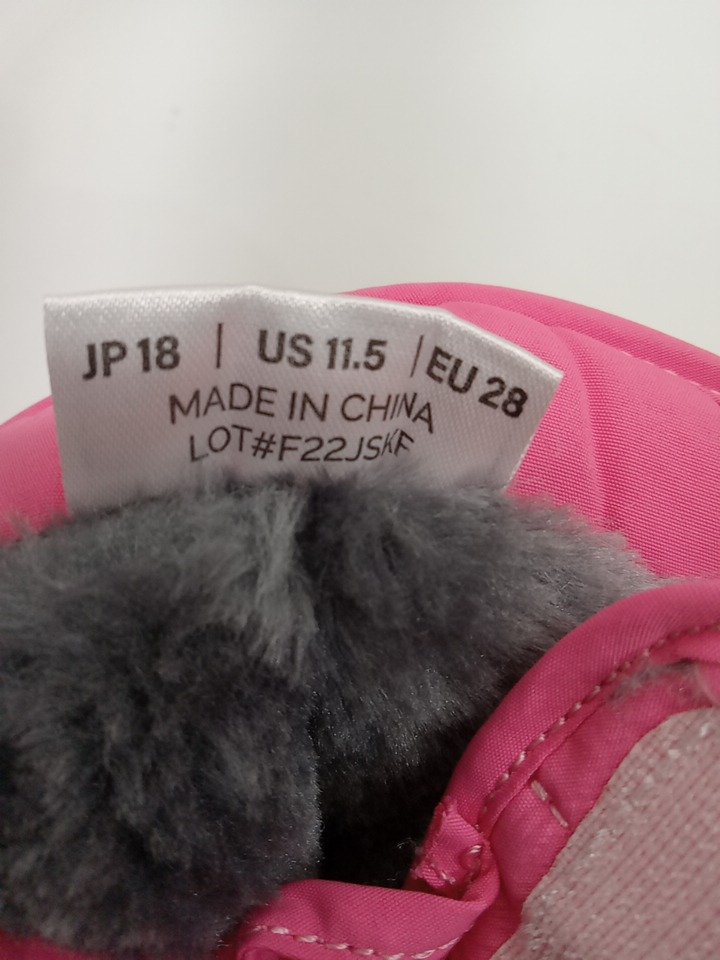 JP 18 | US 11.5 | EU 28
MADE IN CHINA
LOT#F22JSKF